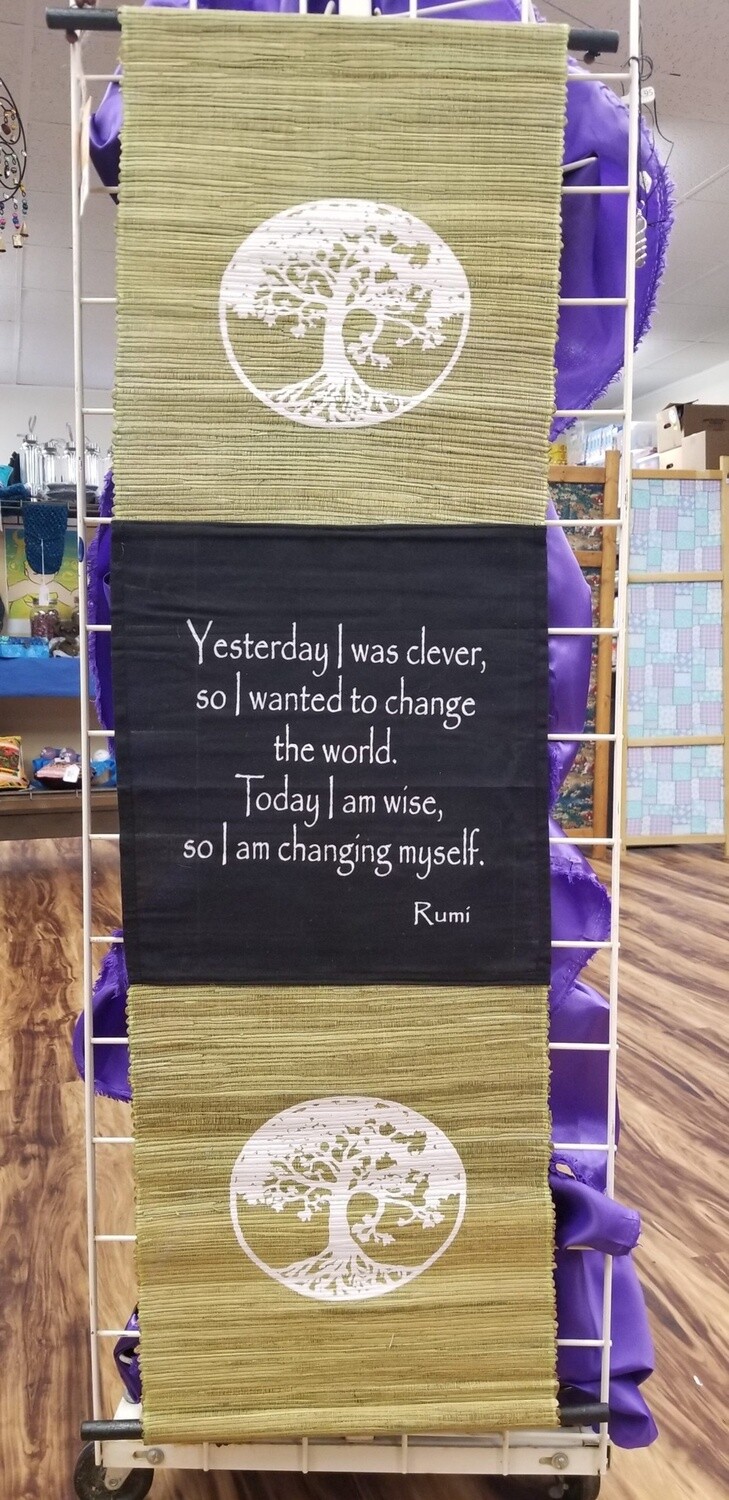 Yesterday I was clever,
so I wanted to change
the world.
Today I am wise,
so I am changing myself.
Rumi